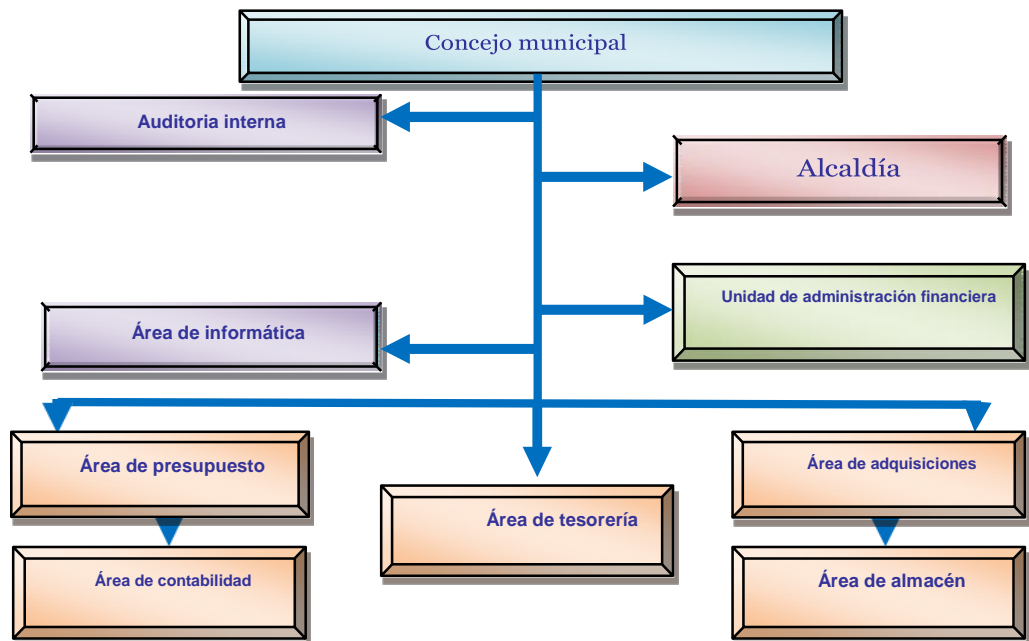 Concejo municipal
Auditoria interna
Alcaldía
Unidad de administración financiera
Área de informática
Área de presupuesto
Área de adquisiciones
Área de tesorería
Área de contabilidad
Área de almacén